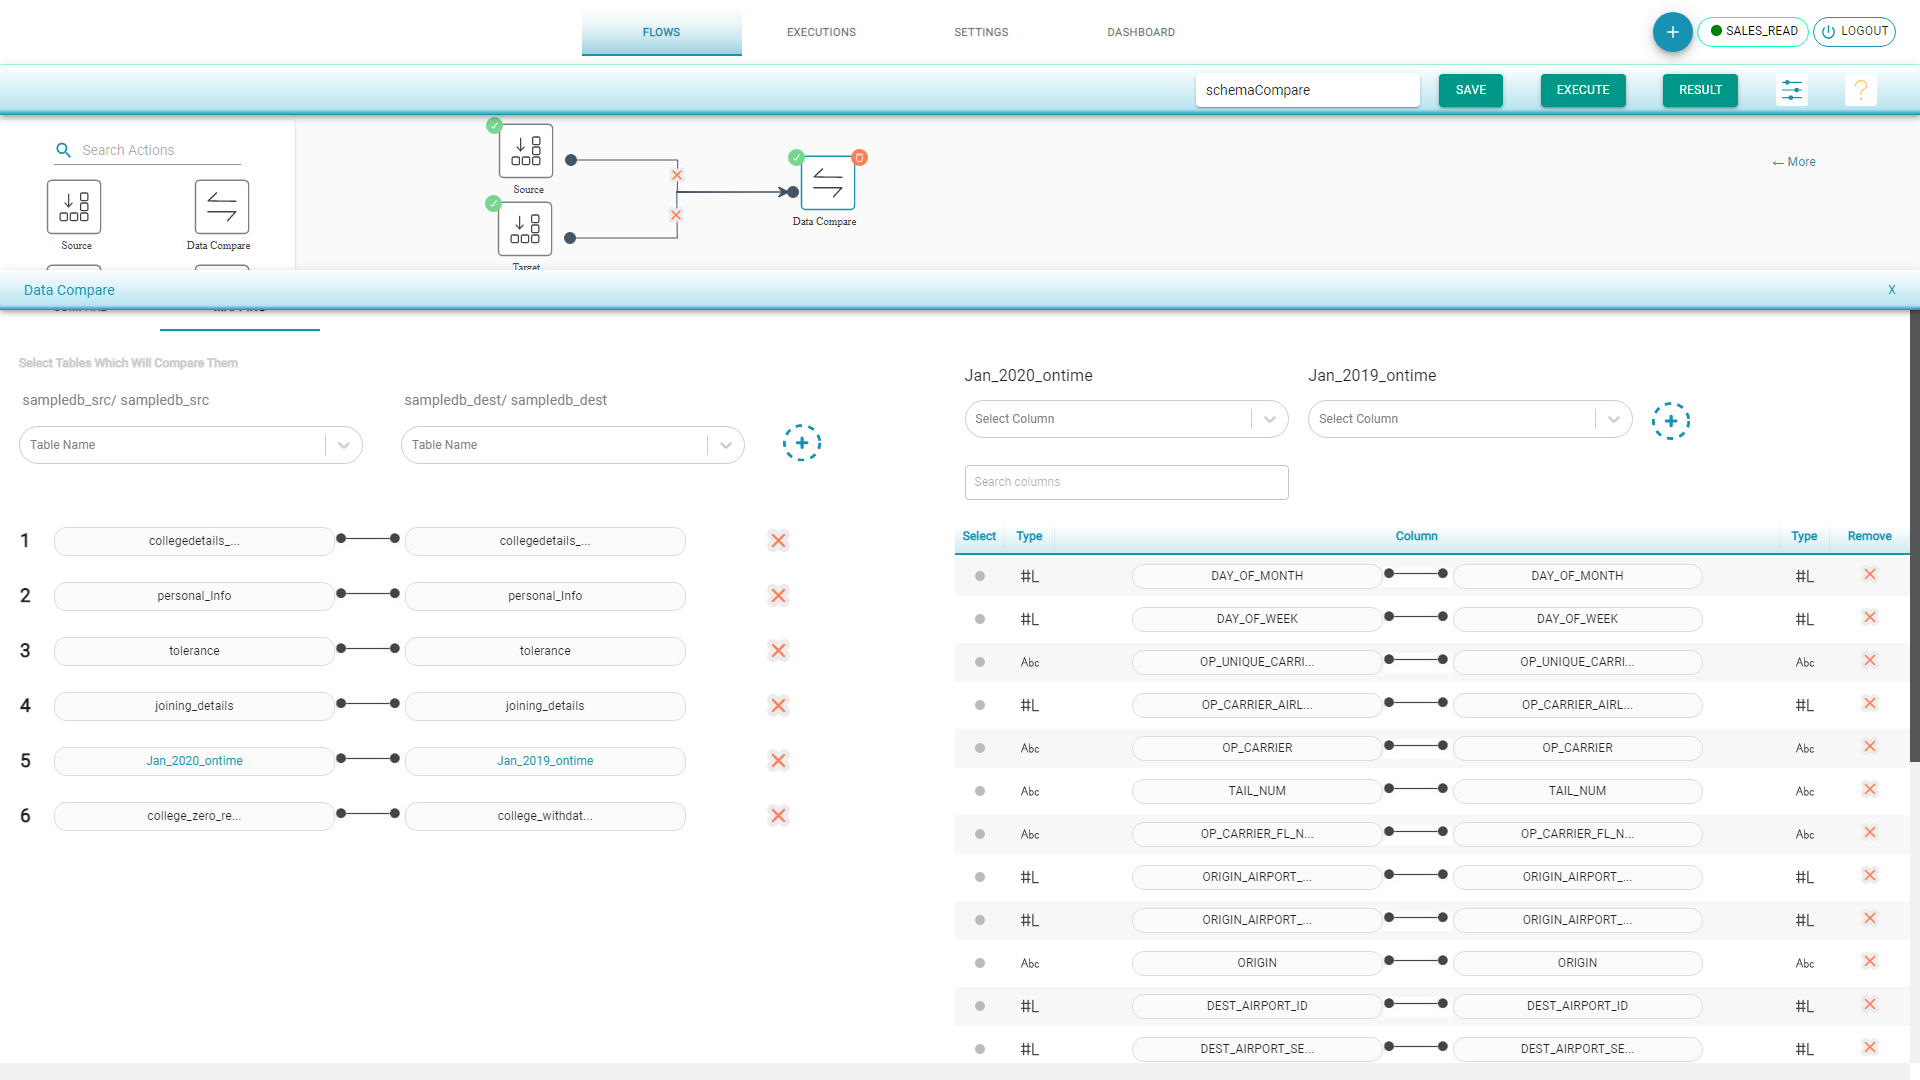 FLOWS
EXECUTIONS
SETTINGS
DASHBOARD
+
SALES_READ
LOGOUT
schemaCompare
SAVE
EXECUTE
RESULT
?
Search Actions
Source
Data Compare
Source
Target
Data Compare
← More
Data Compare
X
COMPARE
MAPPING
Select Tables Which Will Compare Them
sampledb_src/ sampledb_src
sampledb_dest/ sampledb_dest
Table Name
Table Name
1 collegedetails_... collegedetails_...
2 personal_Info personal_Info
3 tolerance tolerance
4 joining_details joining_details
5 Jan_2020_ontime Jan_2019_ontime
6 college_zero_re... college_withdat...
Jan_2020_ontime
Jan_2019_ontime
Select Column
Select Column
Search columns
Select Type Column Type Remove
#L DAY_OF_MONTH DAY_OF_MONTH #L
#L DAY_OF_WEEK DAY_OF_WEEK #L
Abc OP_UNIQUE_CARRI... OP_UNIQUE_CARRI... Abc
#L OP_CARRIER_AIRL... OP_CARRIER_AIRL... #L
Abc OP_CARRIER OP_CARRIER Abc
Abc TAIL_NUM TAIL_NUM Abc
Abc OP_CARRIER_FL_N... OP_CARRIER_FL_N... Abc
#L ORIGIN_AIRPORT_... ORIGIN_AIRPORT_... #L
#L ORIGIN_AIRPORT_... ORIGIN_AIRPORT_... #L
Abc ORIGIN ORIGIN Abc
#L DEST_AIRPORT_ID DEST_AIRPORT_ID #L
#L DEST_AIRPORT_SE... DEST_AIRPORT_SE... #L